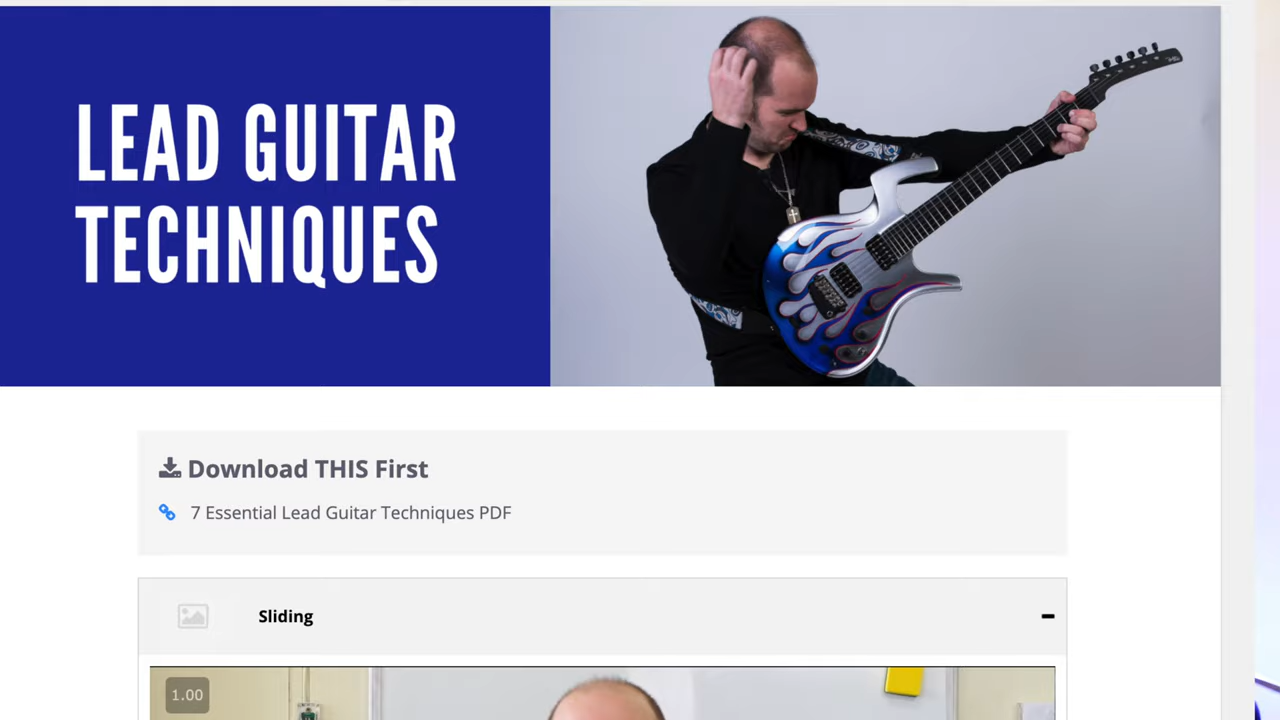 LEAD GUITAR
TECHNIQUES
Download THIS First
7 Essential Lead Guitar Techniques PDF
Sliding
1.00